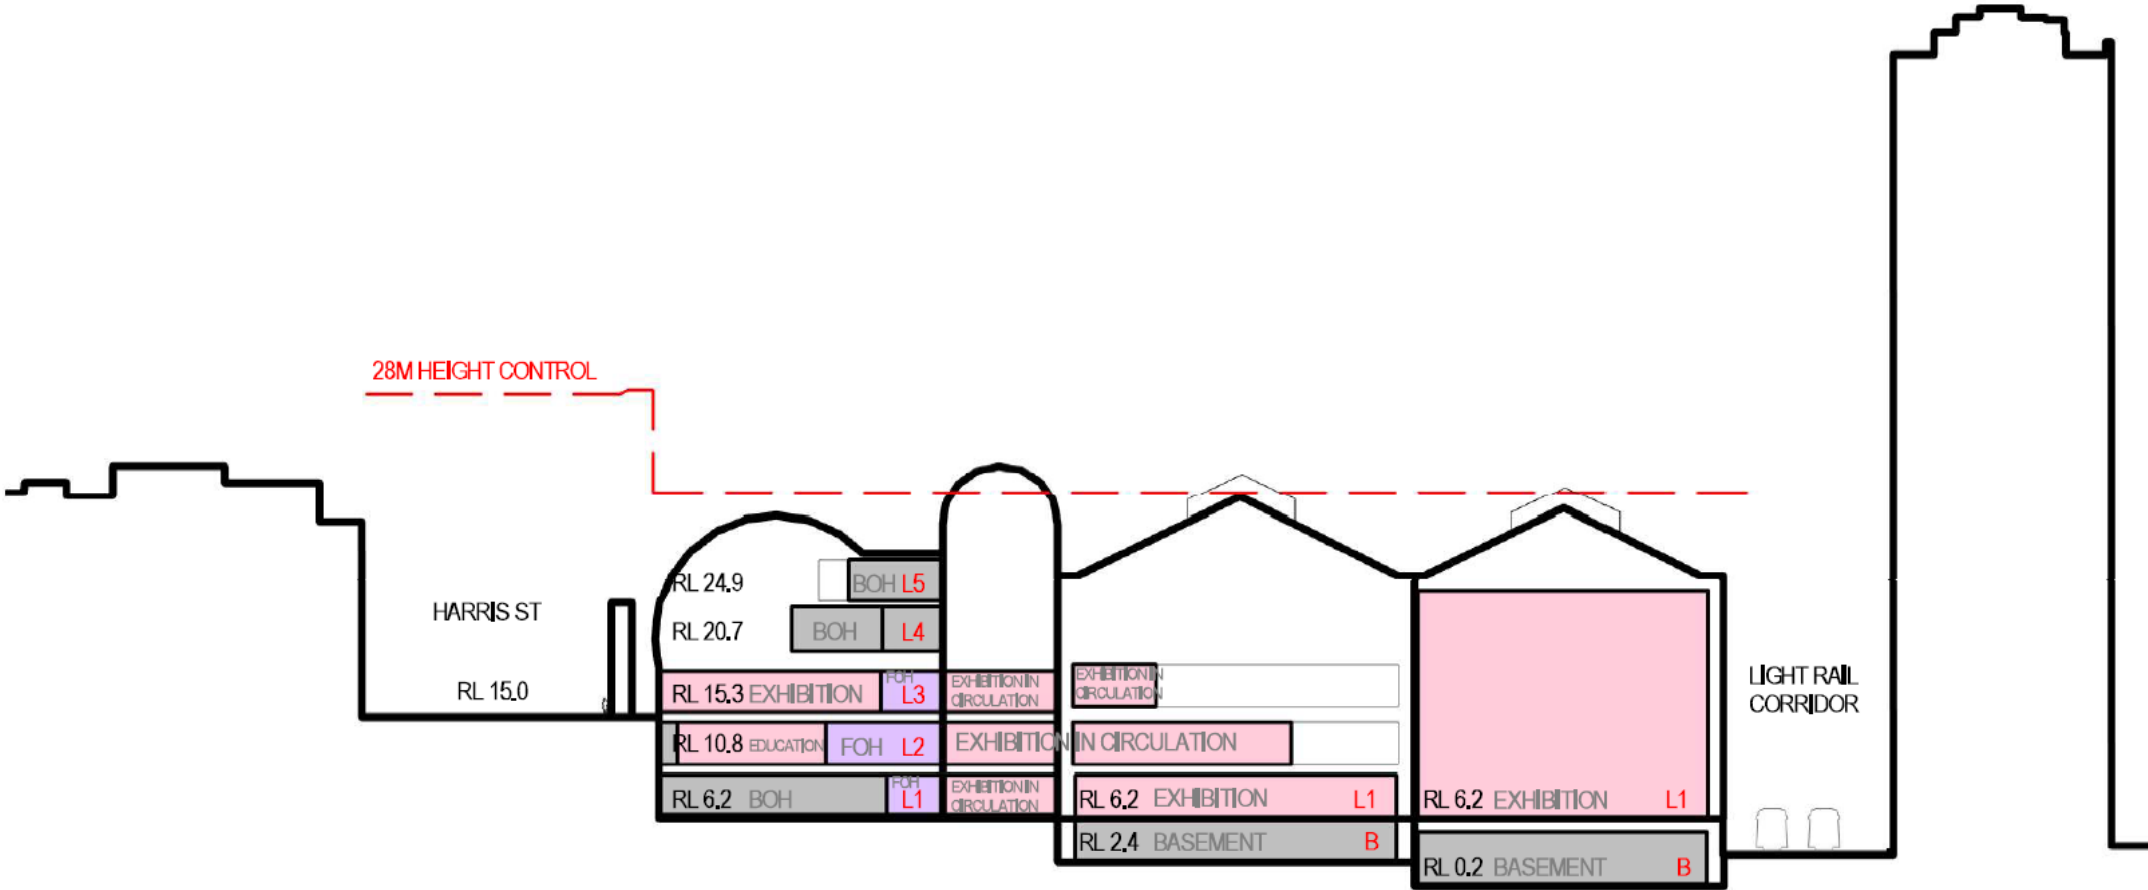 28M HEIGHT CONTROL
RL 24.9 BOH L5
HARRIS ST
RL 20.7 BOH L4
RL 15.0
RL 15.3 EXHIBITION FOH L3
EXHIBITION IN
CIRCULATION
EXHIBITION IN
CIRCULATION
LIGHT RAIL
CORRIDOR
RL 10.8 EDUCATION FOH L2 EXHIBITION IN CIRCULATION
RL 6.2 BOH FOH L1
EXHIBITION IN
CIRCULATION
RL 6.2 EXHIBITION L1
RL 6.2 EXHIBITION L1
RL 2.4 BASEMENT B
RL 0.2 BASEMENT B